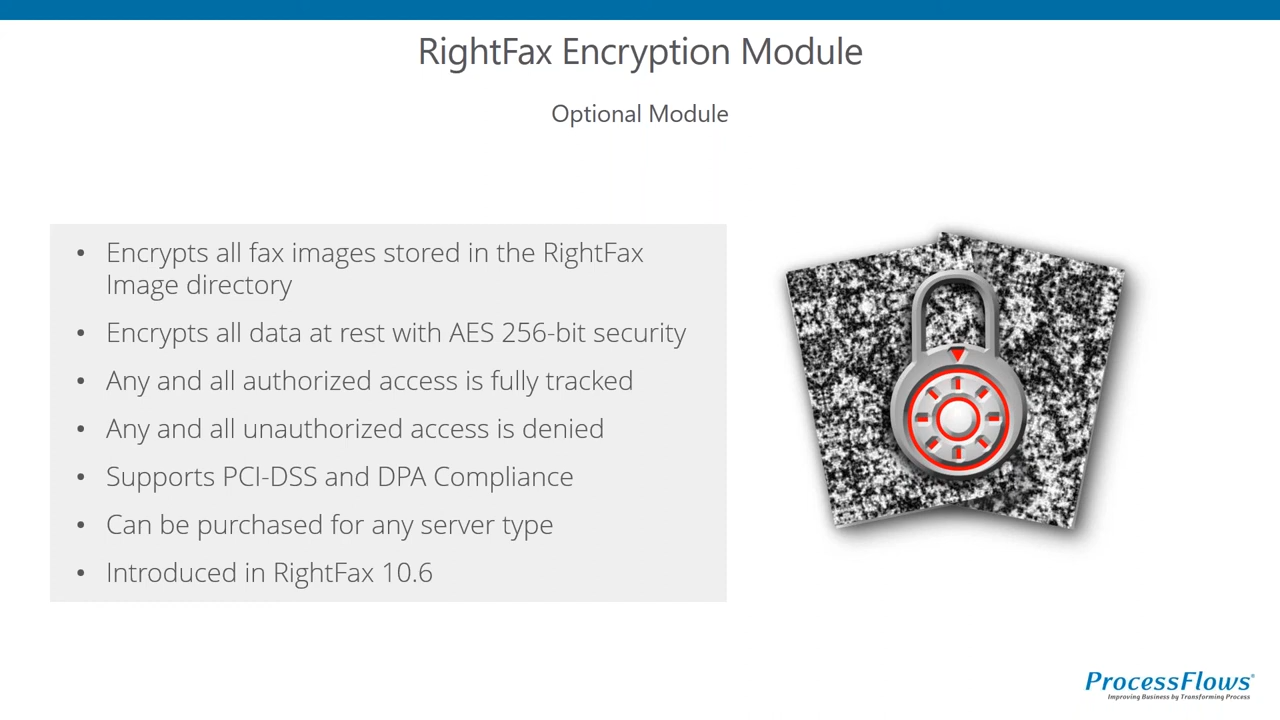 RightFax Encryption Module
Optional Module
• Encrypts all fax images stored in the RightFax
Image directory
• Encrypts all data at rest with AES 256-bit security
• Any and all authorized access is fully tracked
• Any and all unauthorized access is denied
• Supports PCI-DSS and DPA Compliance
• Can be purchased for any server type
• Introduced in RightFax 10.6
ProcessFlows®
Improving Business by Transforming Process